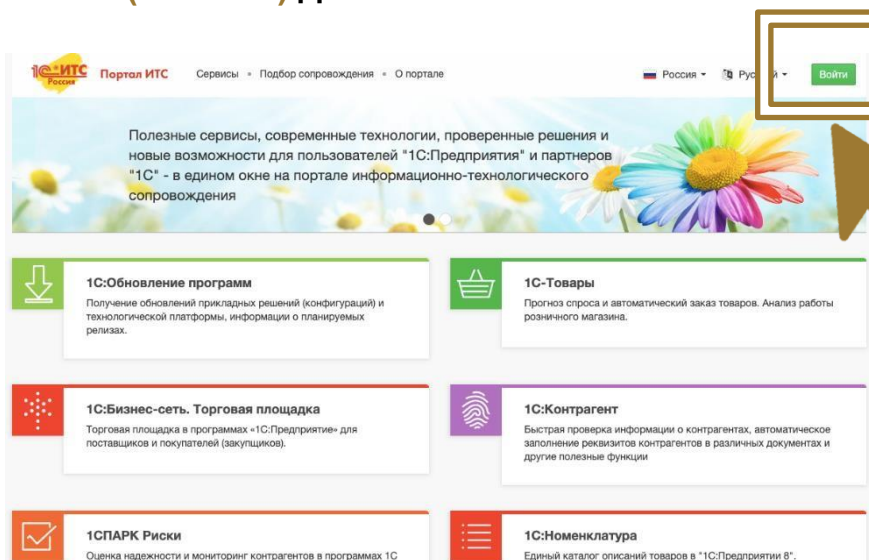 1С ИТС
Россия
Портал ИТС
Сервисы • Подбор сопровождения • О портале
Россия
Войти
Полезные сервисы, современные технологии, проверенные решения и
новые возможности для пользователей "1С:Предприятия" и партнеров
"1С" - в едином окне на портале информационно-технологического
сопровождения
1С:Обновление программ
Получение обновлений прикладных решений (конфигураций) и
технологической платформы, информации о планируемых
релизах.
1С-Товары
Прогноз спроса и автоматический заказ товаров. Анализ работы
розничного магазина.
1С:Бизнес-сеть. Торговая площадка
Торговая площадка в программах «1С:Предприятие» для
поставщиков и покупателей (закупщиков).
1С:Контрагент
Быстрая проверка информации о контрагентах, автоматическое
заполнение реквизитов контрагентов в различных документах и
другие полезные функции
1СПАРК Риски
Оценка надежности и мониторинг контрагентов в программах 1С
1С:Номенклатура
Единый каталог описаний товаров в "1С:Предприятии 8".